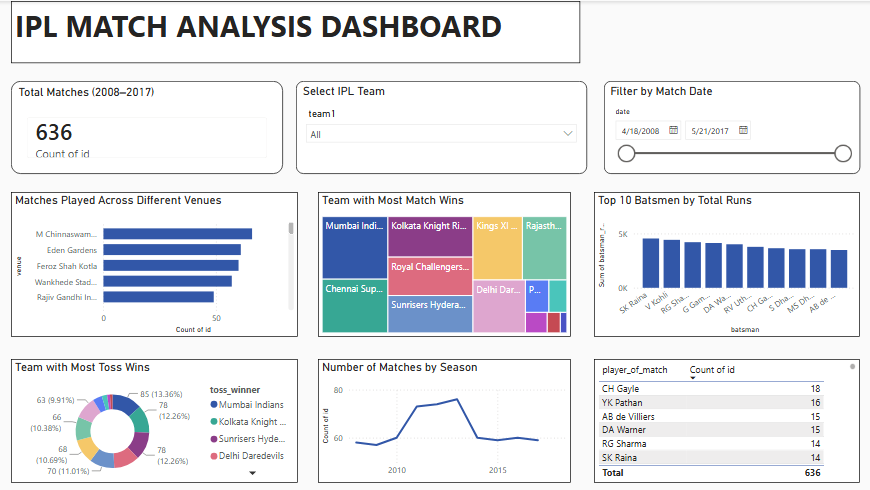 IPL MATCH ANALYSIS DASHBOARD
Total Matches (2008–2017)
636
Count of id
Select IPL Team
team1
All
Filter by Match Date
date
4/18/2008
5/21/2017
Matches Played Across Different Venues
venue
M Chinnaswam...
Eden Gardens
Feroz Shah Kotla
Wankhede Stad...
Rajiv Gandhi In...
0
50
Count of id
Team with Most Match Wins
Mumbai Indi...
Chennai Sup...
Kolkata Knight Ri...
Royal Challengers...
Sunrisers Hydera...
Kings XI ...
Delhi Dar...
Rajasth...
P...
Top 10 Batsmen by Total Runs
Sum of batsman_r...
5K
0K
SK Raina
V Kohli
RG Sha...
G Gam...
DA Wa...
RV Uth...
CH Ga...
S Dha...
MS Dh...
AB de ...
batsman
Team with Most Toss Wins
85 (13.36%)
78
(12.26%)
78
(12.26%)
70 (11.01%)
68
(10.69%)
66
(10.38%)
63 (9.91%)
toss_winner
Mumbai Indians
Kolkata Knight ...
Sunrisers Hyde...
Delhi Daredevils
Number of Matches by Season
Count of id
80
60
2010
2015
player_of_match Count of id
CH Gayle 18
YK Pathan 16
AB de Villiers 15
DA Warner 15
RG Sharma 14
SK Raina 14
Total 636